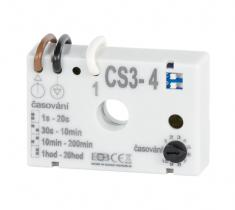 CS3-4
1
časování
časování
1s - 20s
30s - 10min
10min - 200min
1hod - 20hod